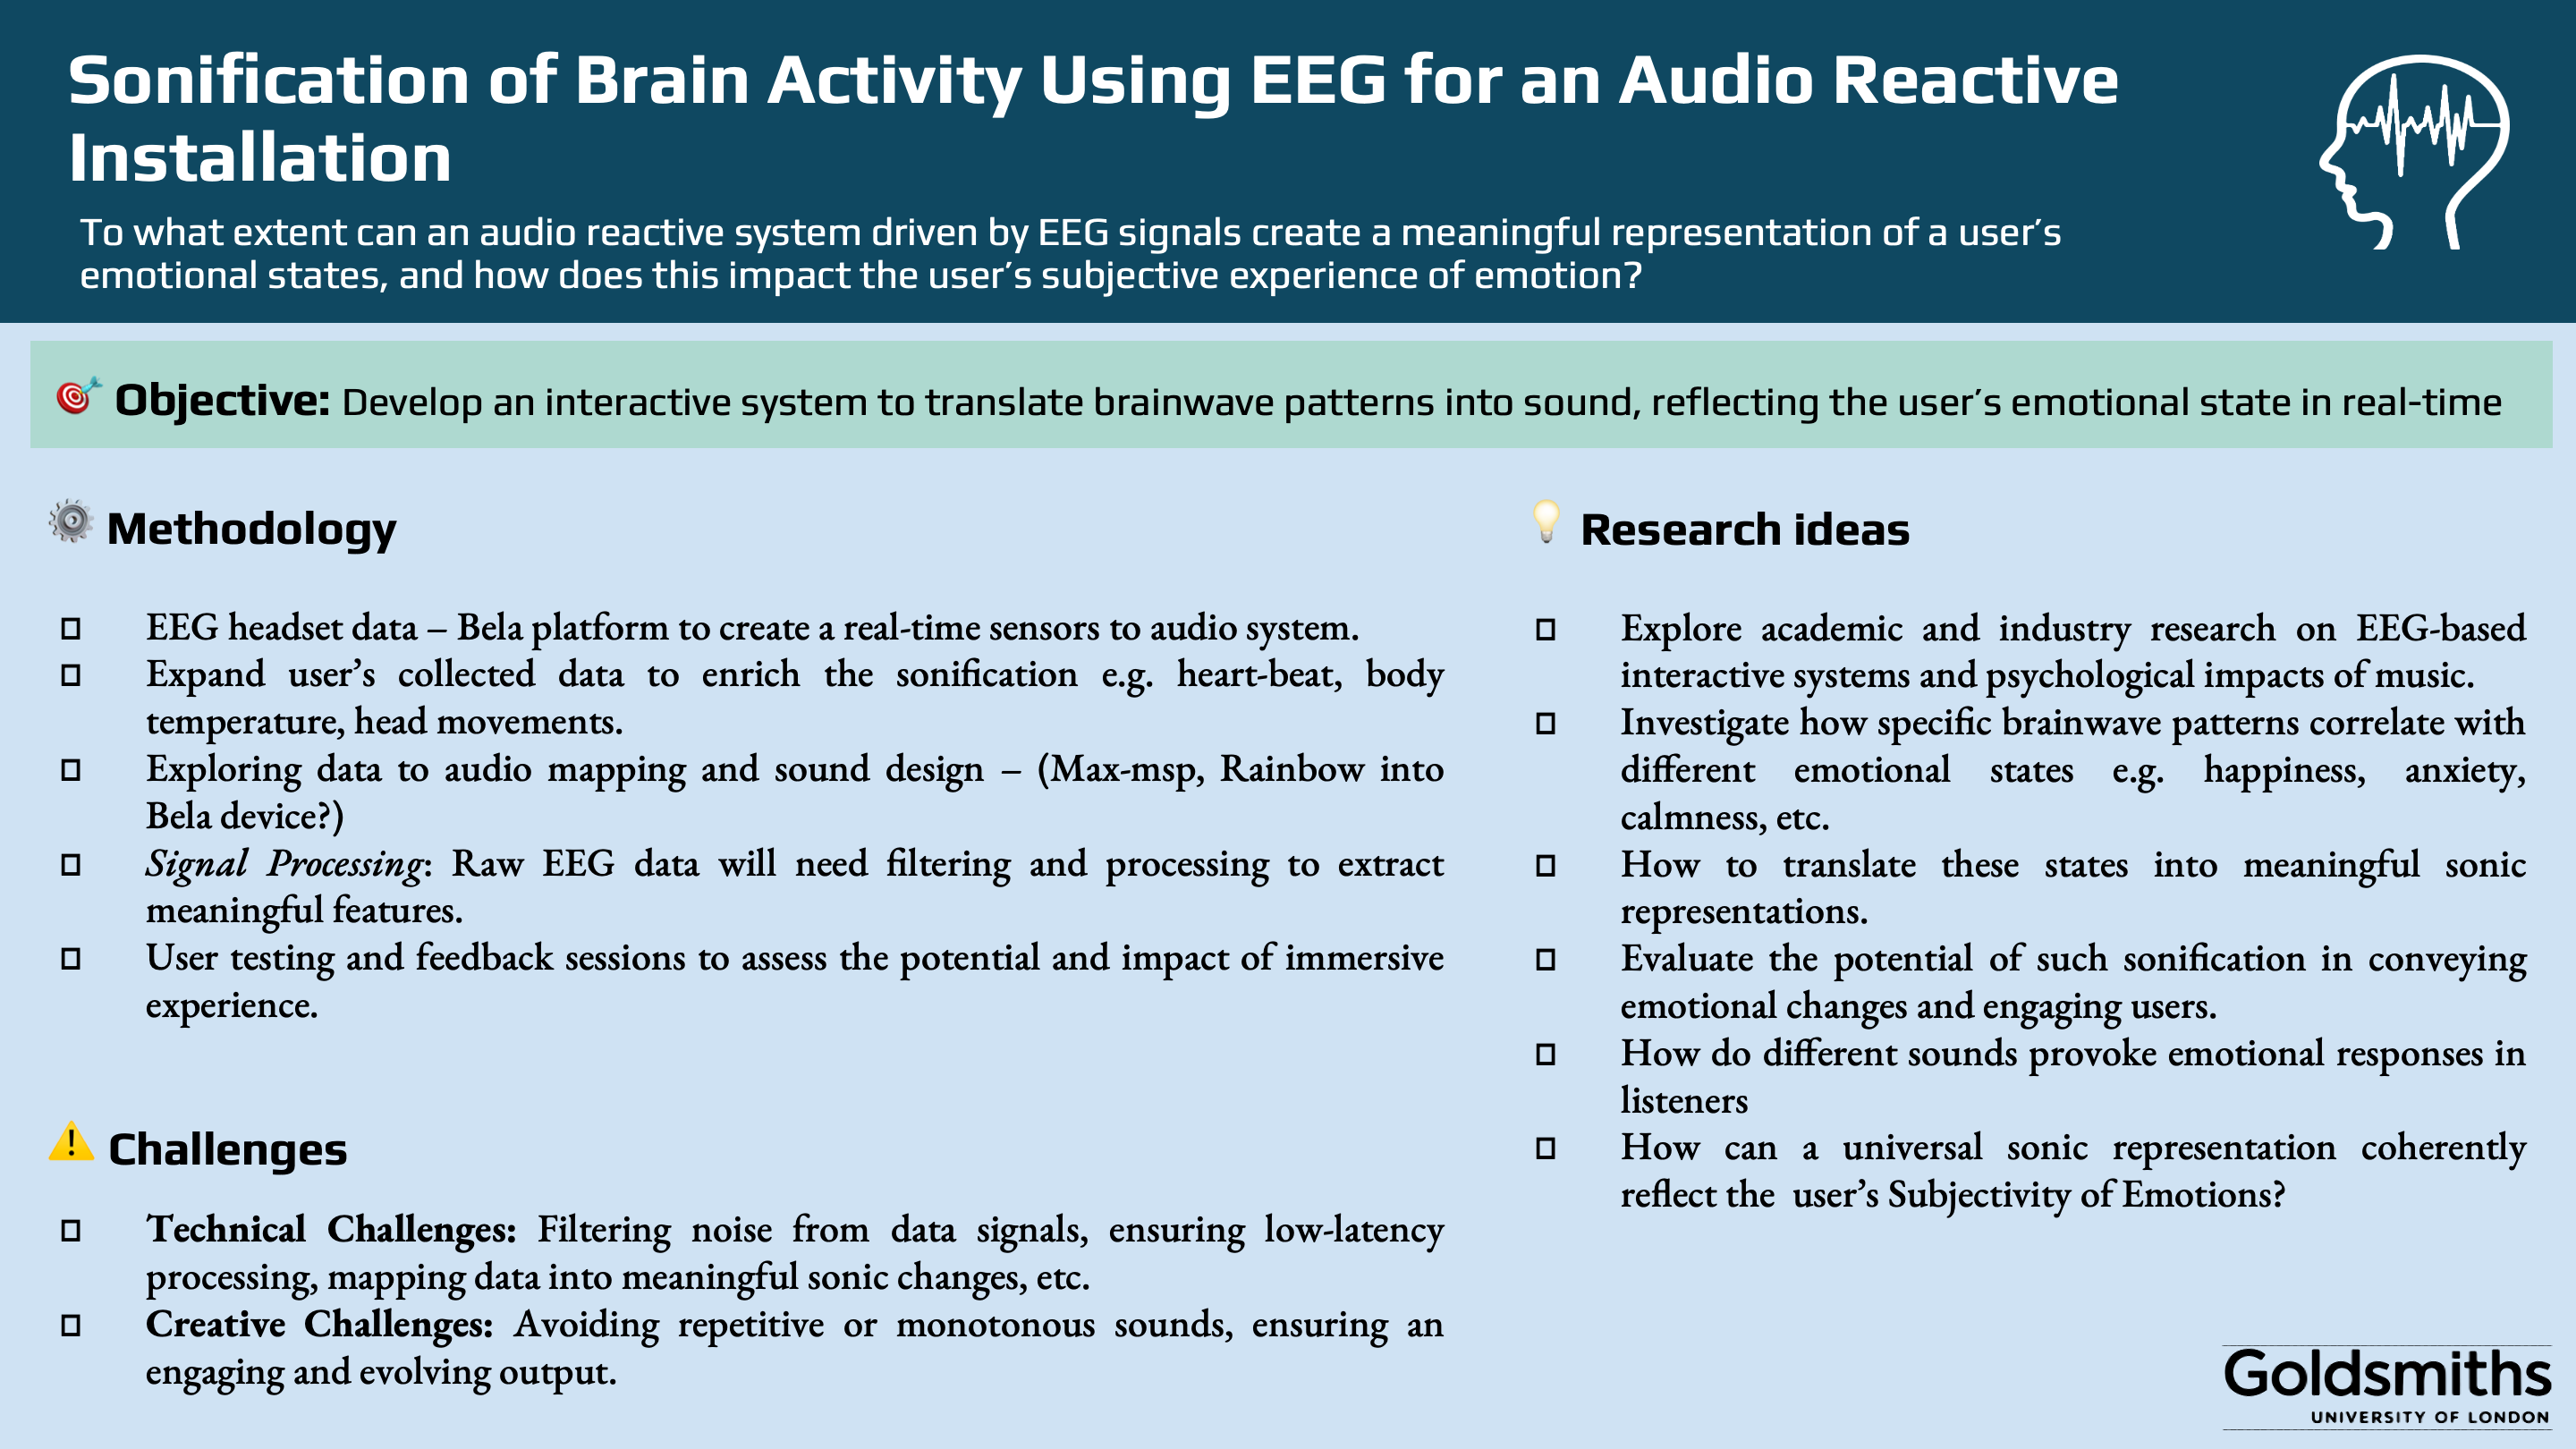 Sonification of Brain Activity Using EEG for an Audio Reactive
Installation
To what extent can an audio reactive system driven by EEG signals create a meaningful representation of a user’s
emotional states, and how does this impact the user’s subjective experience of emotion?
Objective: Develop an interactive system to translate brainwave patterns into sound, reflecting the user’s emotional state in real-time
Methodology
EEG headset data – Bela platform to create a real-time sensors to audio system.
Expand user’s collected data to enrich the sonification e.g. heart-beat, body
temperature, head movements.
Exploring data to audio mapping and sound design – (Max-msp, Rainbow into
Bela device?)
Signal Processing: Raw EEG data will need filtering and processing to extract
meaningful features.
User testing and feedback sessions to assess the potential and impact of immersive
experience.
Challenges
Technical Challenges: Filtering noise from data signals, ensuring low-latency
processing, mapping data into meaningful sonic changes, etc.
Creative Challenges: Avoiding repetitive or monotonous sounds, ensuring an
engaging and evolving output.
Research ideas
Explore academic and industry research on EEG-based
interactive systems and psychological impacts of music.
Investigate how specific brainwave patterns correlate with
different emotional states e.g. happiness, anxiety,
calmness, etc.
How to translate these states into meaningful sonic
representations.
Evaluate the potential of such sonification in conveying
emotional changes and engaging users.
How do different sounds provoke emotional responses in
listeners
How can a universal sonic representation coherently
reflect the user’s Subjectivity of Emotions?
Goldsmiths
UNIVERSITY OF LONDON